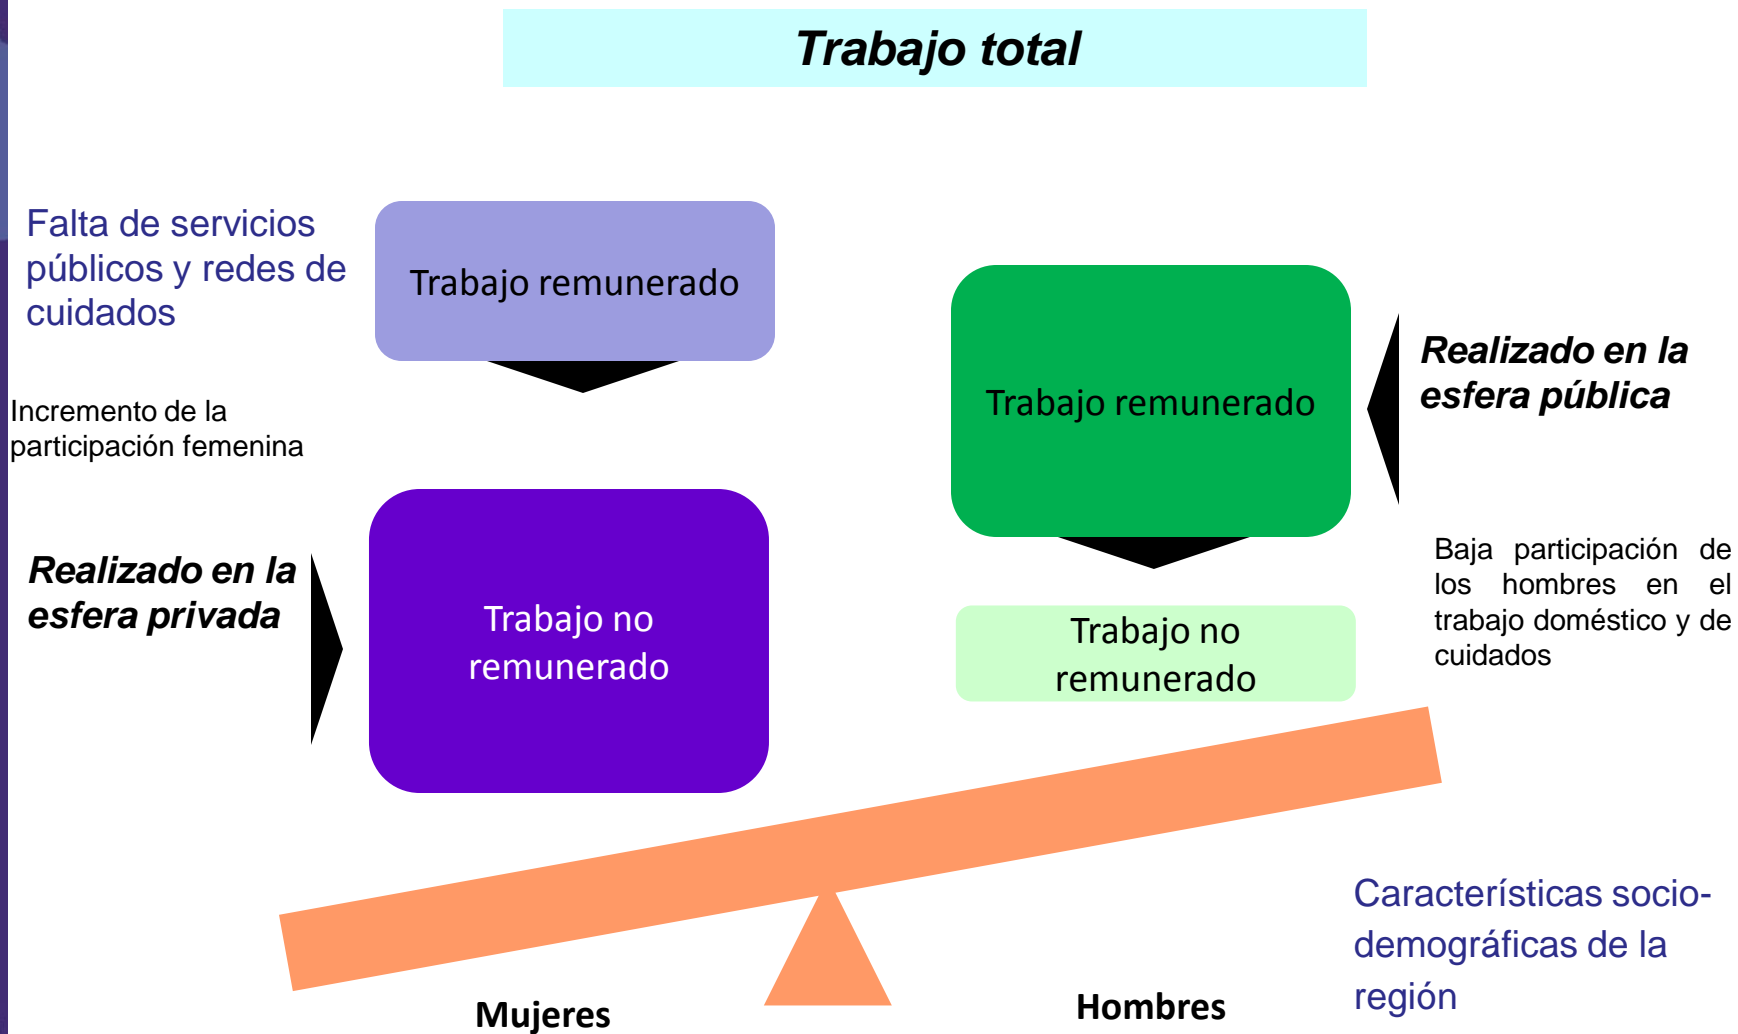 Trabajo total
Falta de servicios
públicos y redes de
cuidados
Trabajo remunerado
Incremento de la
participación femenina
Realizado en la
esfera privada
Trabajo no
remunerado
Trabajo remunerado
Realizado en la
esfera pública
Trabajo no
remunerado
Baja participación de
los hombres en el
trabajo doméstico y de
cuidados
Características socio-
demográficas de la
región
Mujeres
Hombres